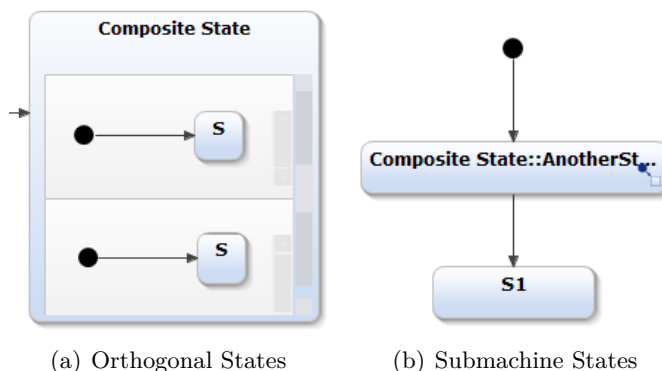 Composite State
S
S
(a) Orthogonal States
Composite State::AnotherSt...
S1
(b) Submachine States